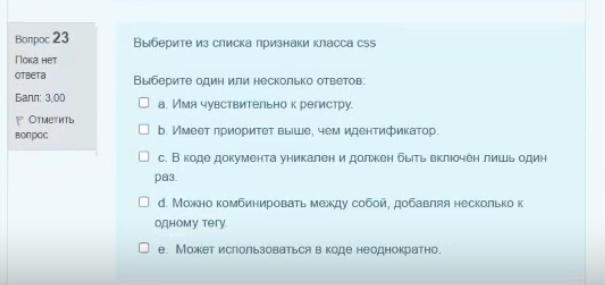 Вопрос 23
Пока нет
ответа
Балл: 3,00
Отметить
вопрос
Выберите из списка признаки класса css
Выберите один или несколько ответов:
a. Имя чувствительно к регистру.
b. Имеет приоритет выше, чем идентификатор.
c. В коде документа уникален и должен быть включён лишь один
раз.
d. Можно комбинировать между собой, добавляя несколько к
одному тегу.
e. Может использоваться в коде неоднократно.